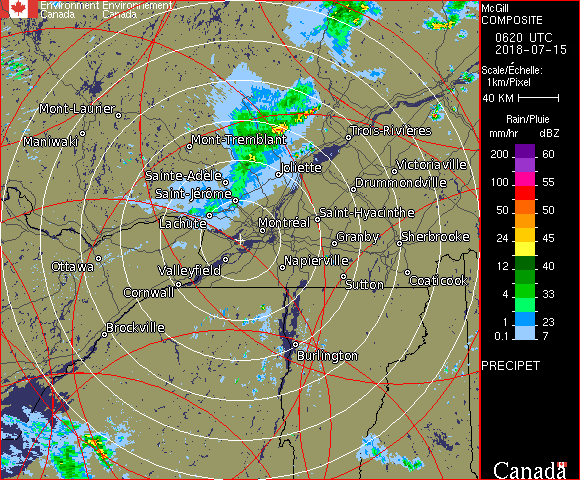 Environment Environnement
Canada Canada
McGill
COMPOSITE
0620 UTC
2018-07-15
Scale/Échelle:
1km/Pixel
40 KM
Rain/Pluie
mm/hr dBZ
200 60
100 55
50 50
24 45
12 40
4 33
1 23
0.1 7
PRECIPET
Canada
Mont-Laurier
Maniwaki
Mont-Tremblant
Trois-Rivières
Joliette
Victoriaville
Sainte-Adèle
Drummondville
Saint-Jérôme
Lachute
Montréal
Saint-Hyacinthe
Granby
Sherbrooke
Ottawa
Valleyfield
Napierville
Cornwall
Sutton
Coaticook
Brockville
Burlington